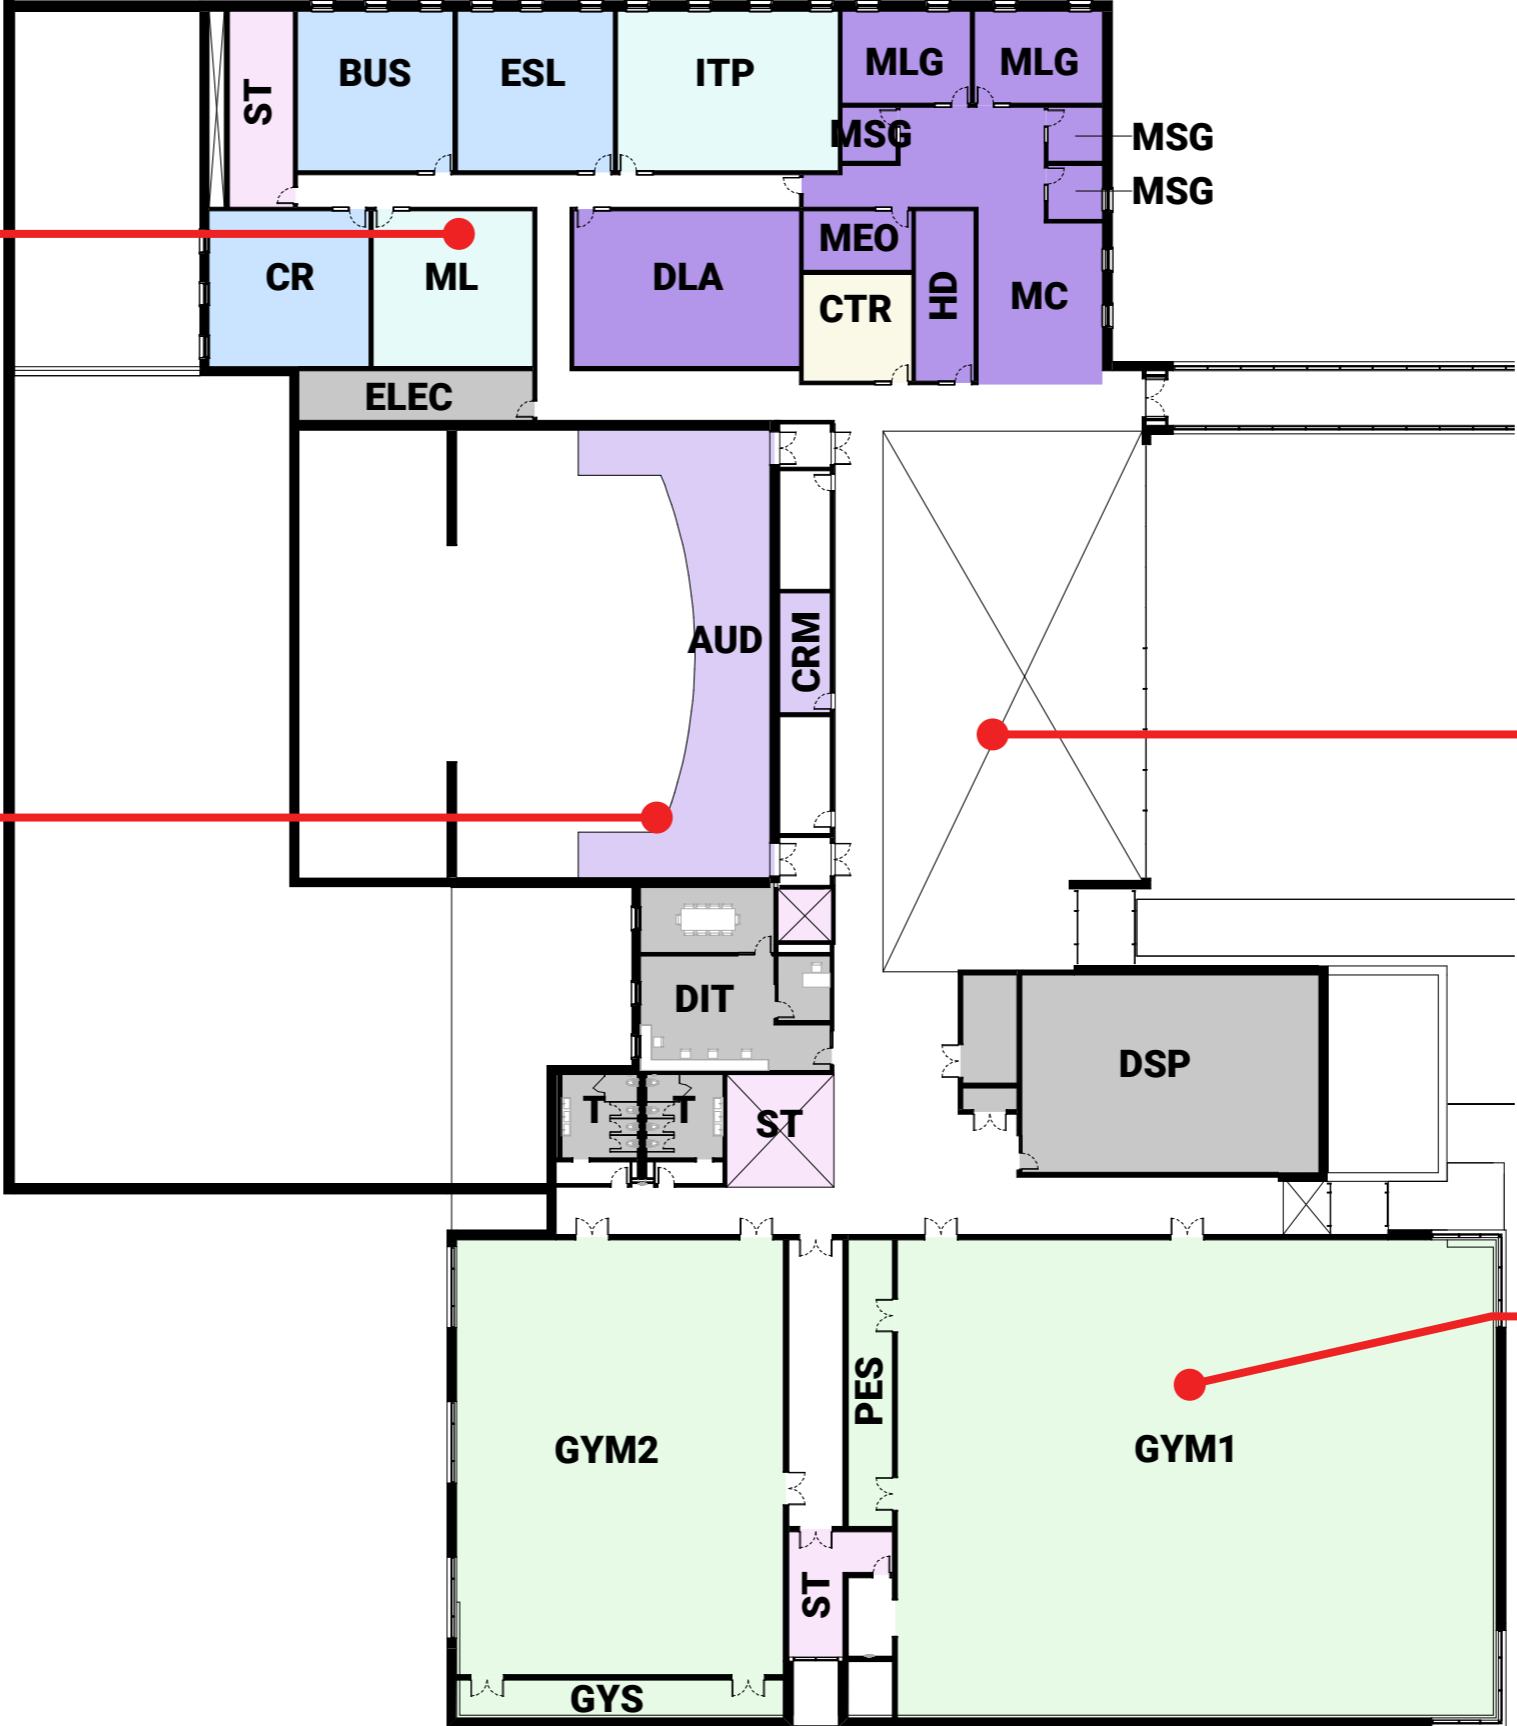 ST
BUS
ESL
ITP
MLG
MLG
MSG
MSG
MSG
CR
ML
DLA
MEO
CTR
HD
MC
ELEC
AUD
CRM
DIT
DSP
T
T
ST
GYM2
PES
GYM1
ST
GYS